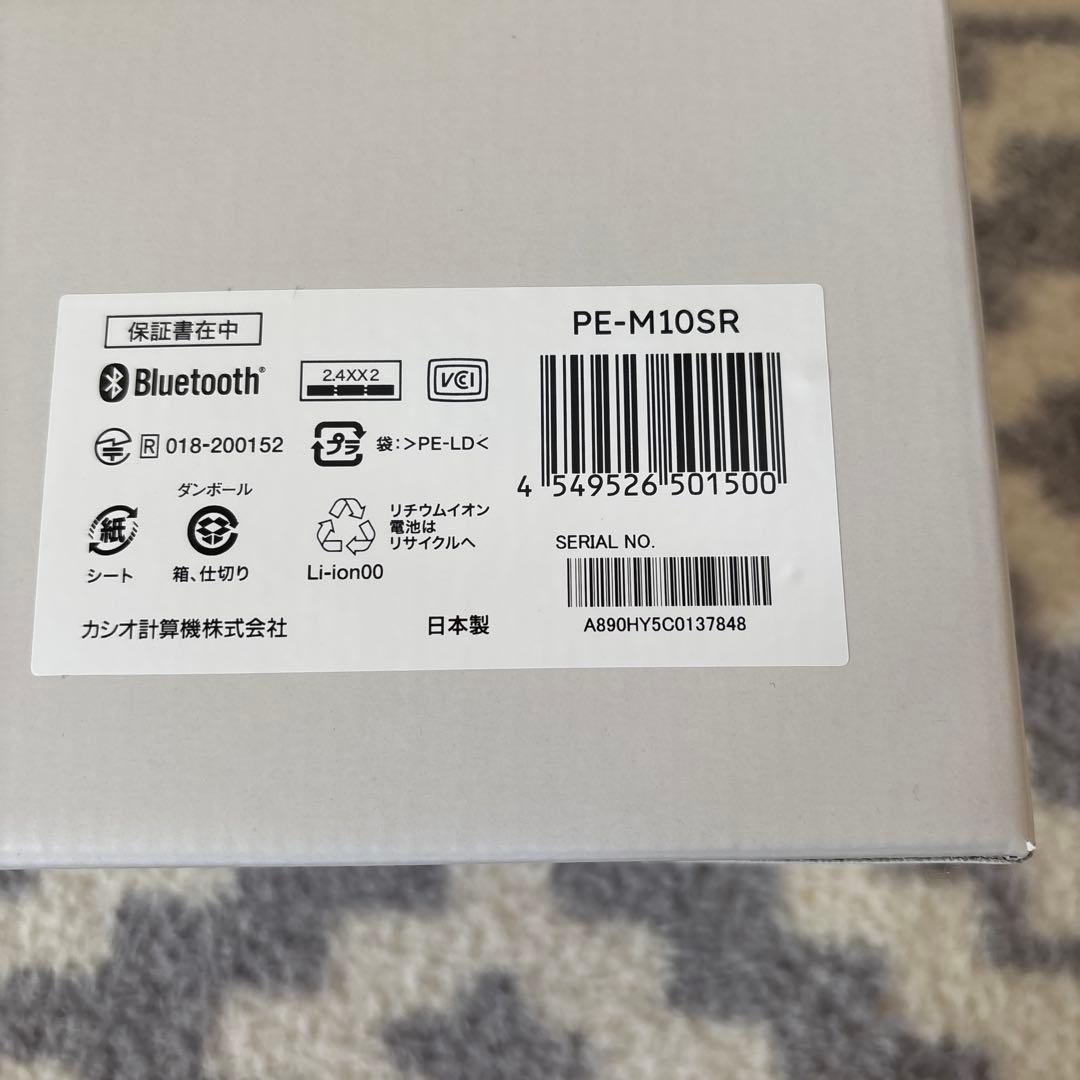 保証書在中
PE-M10SR
Bluetooth®
2.4XX2
VCI
R 018-200152
プラ
袋:>PE-LD<
4 549526 501500
ダンボール
紙
シート
箱、仕切り
リチウムイオン
電池は
リサイクルへ
Li-ion00
SERIAL NO.
A890HY5C0137848
カシオ計算機株式会社
日本製